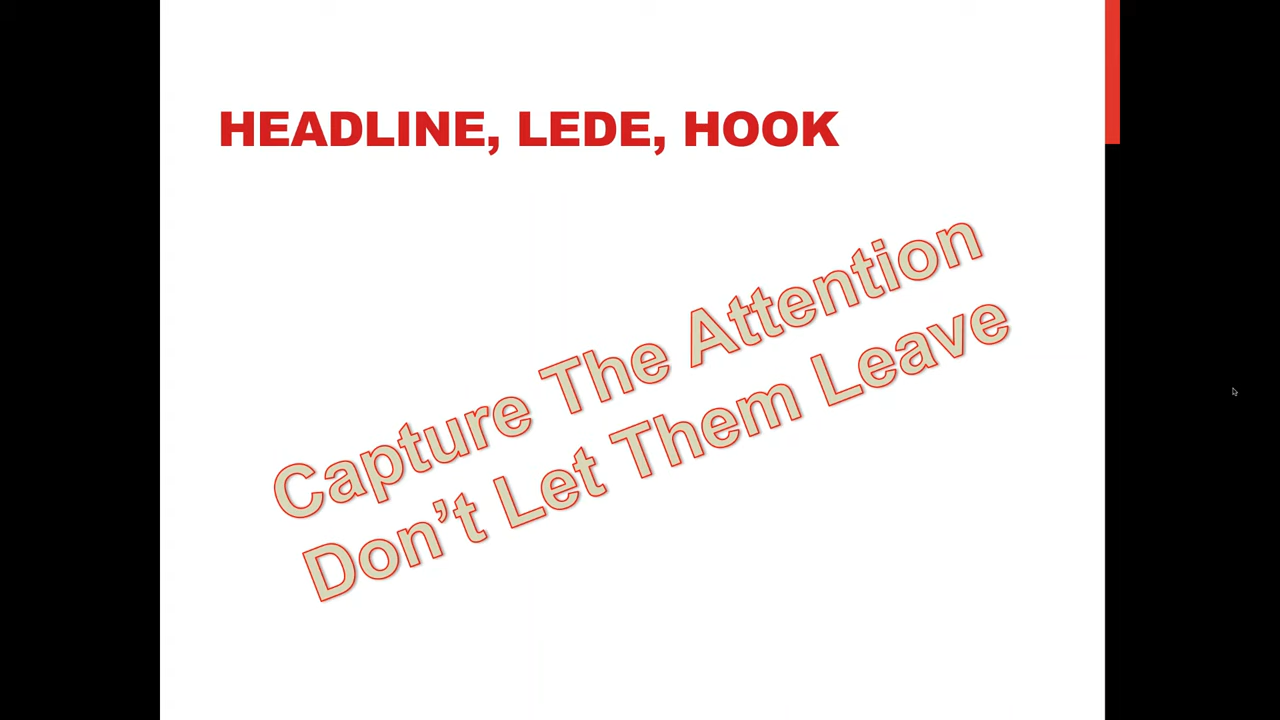 HEADLINE, LEDE, HOOK
Capture The Attention
Don’t Let Them Leave